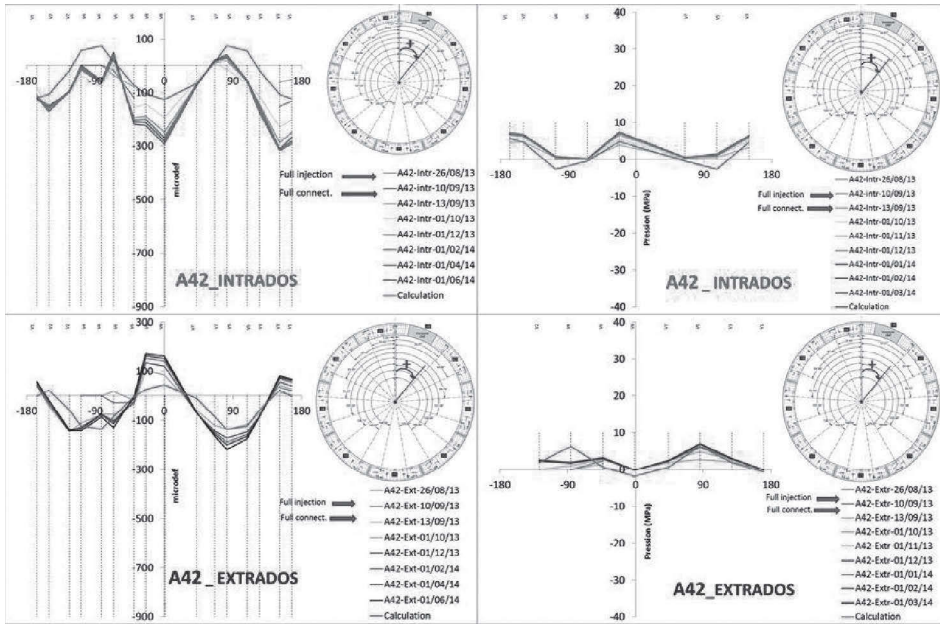 100
-180
-90
0
90
180
-100
-300
-500
-700
-900
microdef
Full injection
Full connect.
A42-Intr-26/08/13
A42-Intr-10/09/13
A42-Intr-13/09/13
A42-Intr-01/10/13
A42-Intr-01/12/13
A42-Intr-01/02/14
A42-Intr-01/04/14
A42-Intr-01/06/14
Calculation
A42_INTRADOS
40
30
20
10
0
-180
-90
0
90
180
-10
-20
-30
-40
Pression (MPa)
Full injection
Full connect.
A42-Intr-26/08/13
A42-Intr-10/09/13
A42-Intr-13/09/13
A42-Intr-01/10/13
A42-Intr-01/11/13
A42-Intr-01/12/13
A42-Intr-01/01/14
A42-Intr-01/02/14
A42-Intr-01/03/14
Calculation
A42 _ INTRADOS
300
100
-180
-90
0
90
180
-100
-300
-500
-700
-900
microdef
Full injection
Full connect.
A42-Ext-26/08/13
A42-Ext-10/09/13
A42-Ext-13/09/13
A42-Ext-01/10/13
A42-Ext-01/12/13
A42-Ext-01/02/14
A42-Ext-01/04/14
A42-Ext-01/06/14
Calculation
A42 _ EXTRADOS
40
30
20
10
0
-180
-90
0
90
180
-10
-20
-30
-40
Pression (MPa)
Full injection
Full connect.
A42-Extr-26/08/13
A42-Extr-10/09/13
A42-Extr-13/09/13
A42-Extr-01/10/13
A42-Extr-01/11/13
A42-Extr-01/12/13
A42-Extr-01/01/14
A42-Extr-01/02/14
A42-Extr-01/03/14
Calculation
A42_EXTRADOS